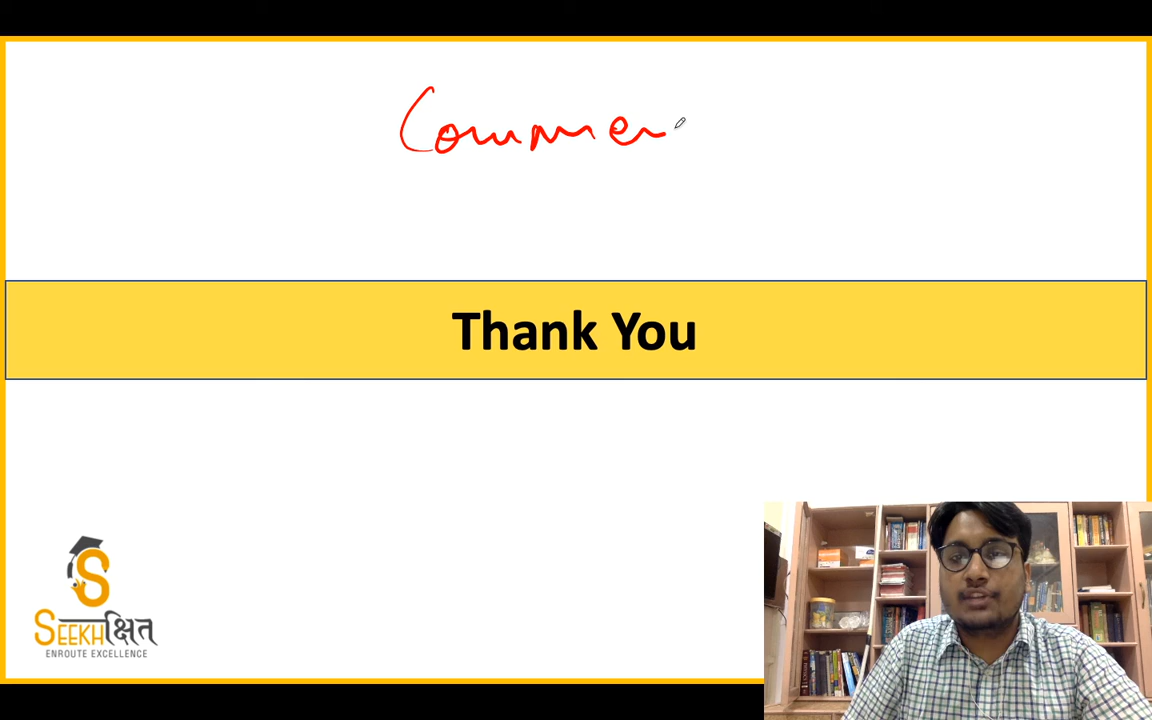 Commen
Thank You
S
SEEKHक्षित
ENROUTE EXCELLENCE